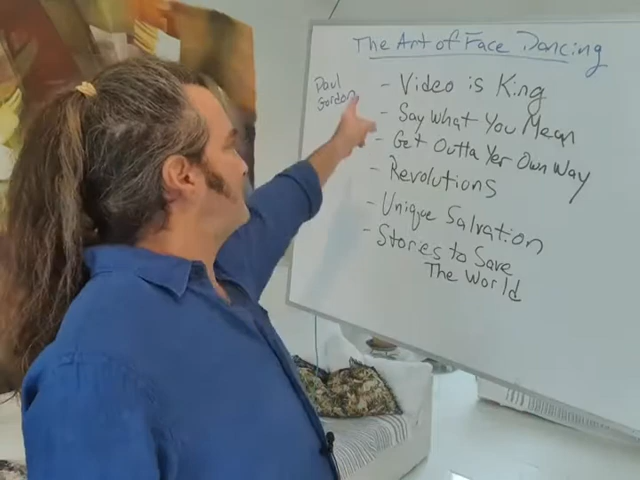 The Art of Face Dancing
Paul
Gordon
- Video is King
- Say What You Mean
- Get Outta Yer Own Way
- Revolutions
- Unique Salvation
- Stories to Save
The World